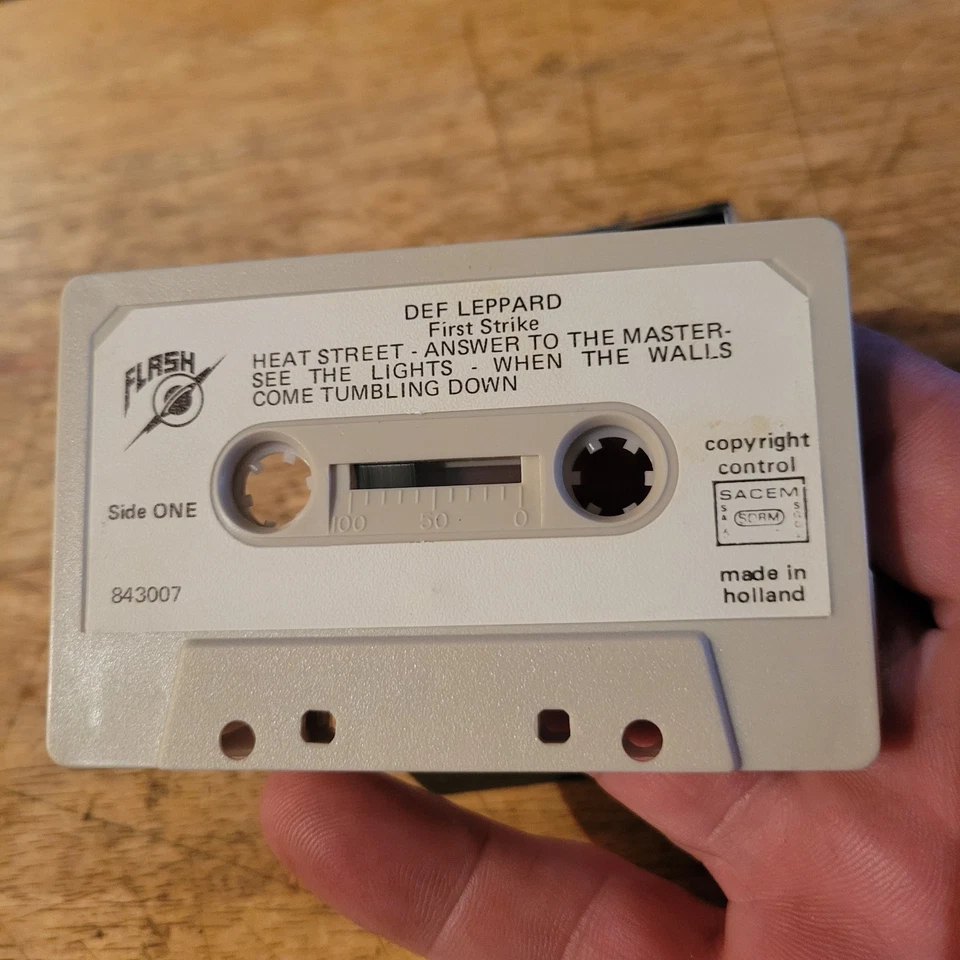 DEF LEPPARD
First Strike
HEAT STREET - ANSWER TO THE MASTER-
SEE THE LIGHTS - WHEN THE WALLS
COME TUMBLING DOWN
FLASH
Side ONE
843007
100 50 0
copyright
control
SACEM
SDRM
made in
holland